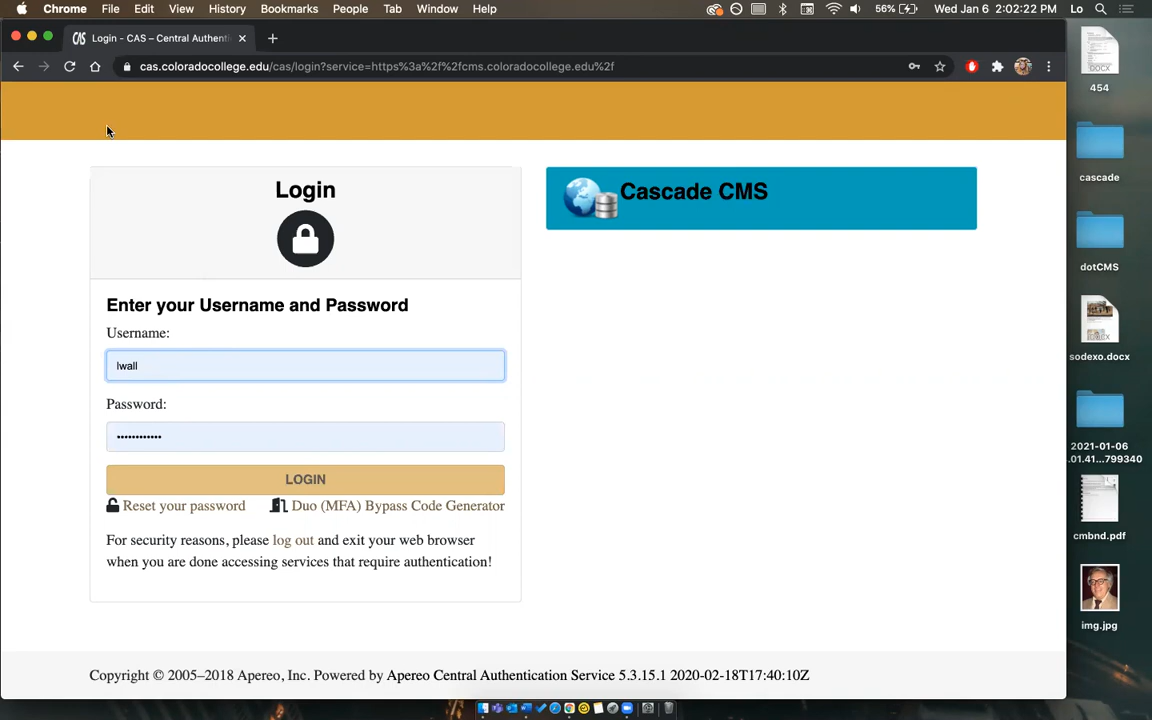 Chrome File Edit View History Bookmarks People Tab Window Help 56% Wed Jan 6 2:02:22 PM Lo
Login - CAS – Central Authenti
cas.coloradocollege.edu/cas/login?service=https%3a%2f%2fcms.coloradocollege.edu%2f
Login
Cascade CMS
Enter your Username and Password
Username:
lwall
Password:
••••••••••••
LOGIN
Reset your password Duo (MFA) Bypass Code Generator
For security reasons, please log out and exit your web browser
when you are done accessing services that require authentication!
Copyright © 2005–2018 Apereo, Inc. Powered by Apereo Central Authentication Service 5.3.15.1 2020-02-18T17:40:10Z
DOCX
454
cascade
dotCMS
sodexo.docx
2021-01-06
.01.41...799340
cmbnd.pdf
img.jpg